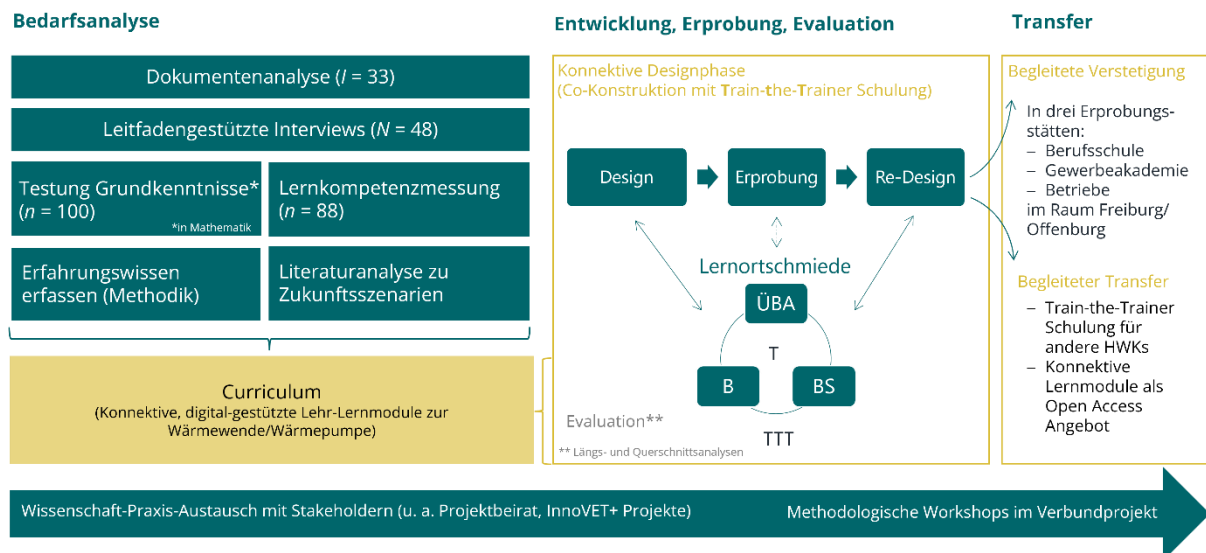 Bedarfsanalyse
Dokumentenanalyse (I = 33)
Leitfadengestützte Interviews (N = 48)
Testung Grundkenntnisse*
(n = 100)
*in Mathematik
Lernkompetenzmessung
(n = 88)
Erfahrungswissen
erfassen (Methodik)
Literaturanalyse zu
Zukunftsszenarien
Curriculum
(Konnektive, digital-gestützte Lehr-Lernmodule zur
Wärmewende/Wärmepumpe)
Entwicklung, Erprobung, Evaluation
Konnektive Designphase
(Co-Konstruktion mit Train-the-Trainer Schulung)
Design
Erprobung
Re-Design
Lernortschmiede
ÜBA
T
B
BS
TTT
Evaluation**
** Längs- und Querschnittsanalysen
Transfer
Begleitete Verstetigung
In drei Erprobungs-
stätten:
– Berufsschule
– Gewerbeakademie
– Betriebe
im Raum Freiburg/
Offenburg
Begleiteter Transfer
– Train-the-Trainer
Schulung für
andere HWKs
– Konnektive
Lernmodule als
Open Access
Angebot
Wissenschaft-Praxis-Austausch mit Stakeholdern (u. a. Projektbeirat, InnoVET+ Projekte)
Methodologische Workshops im Verbundprojekt